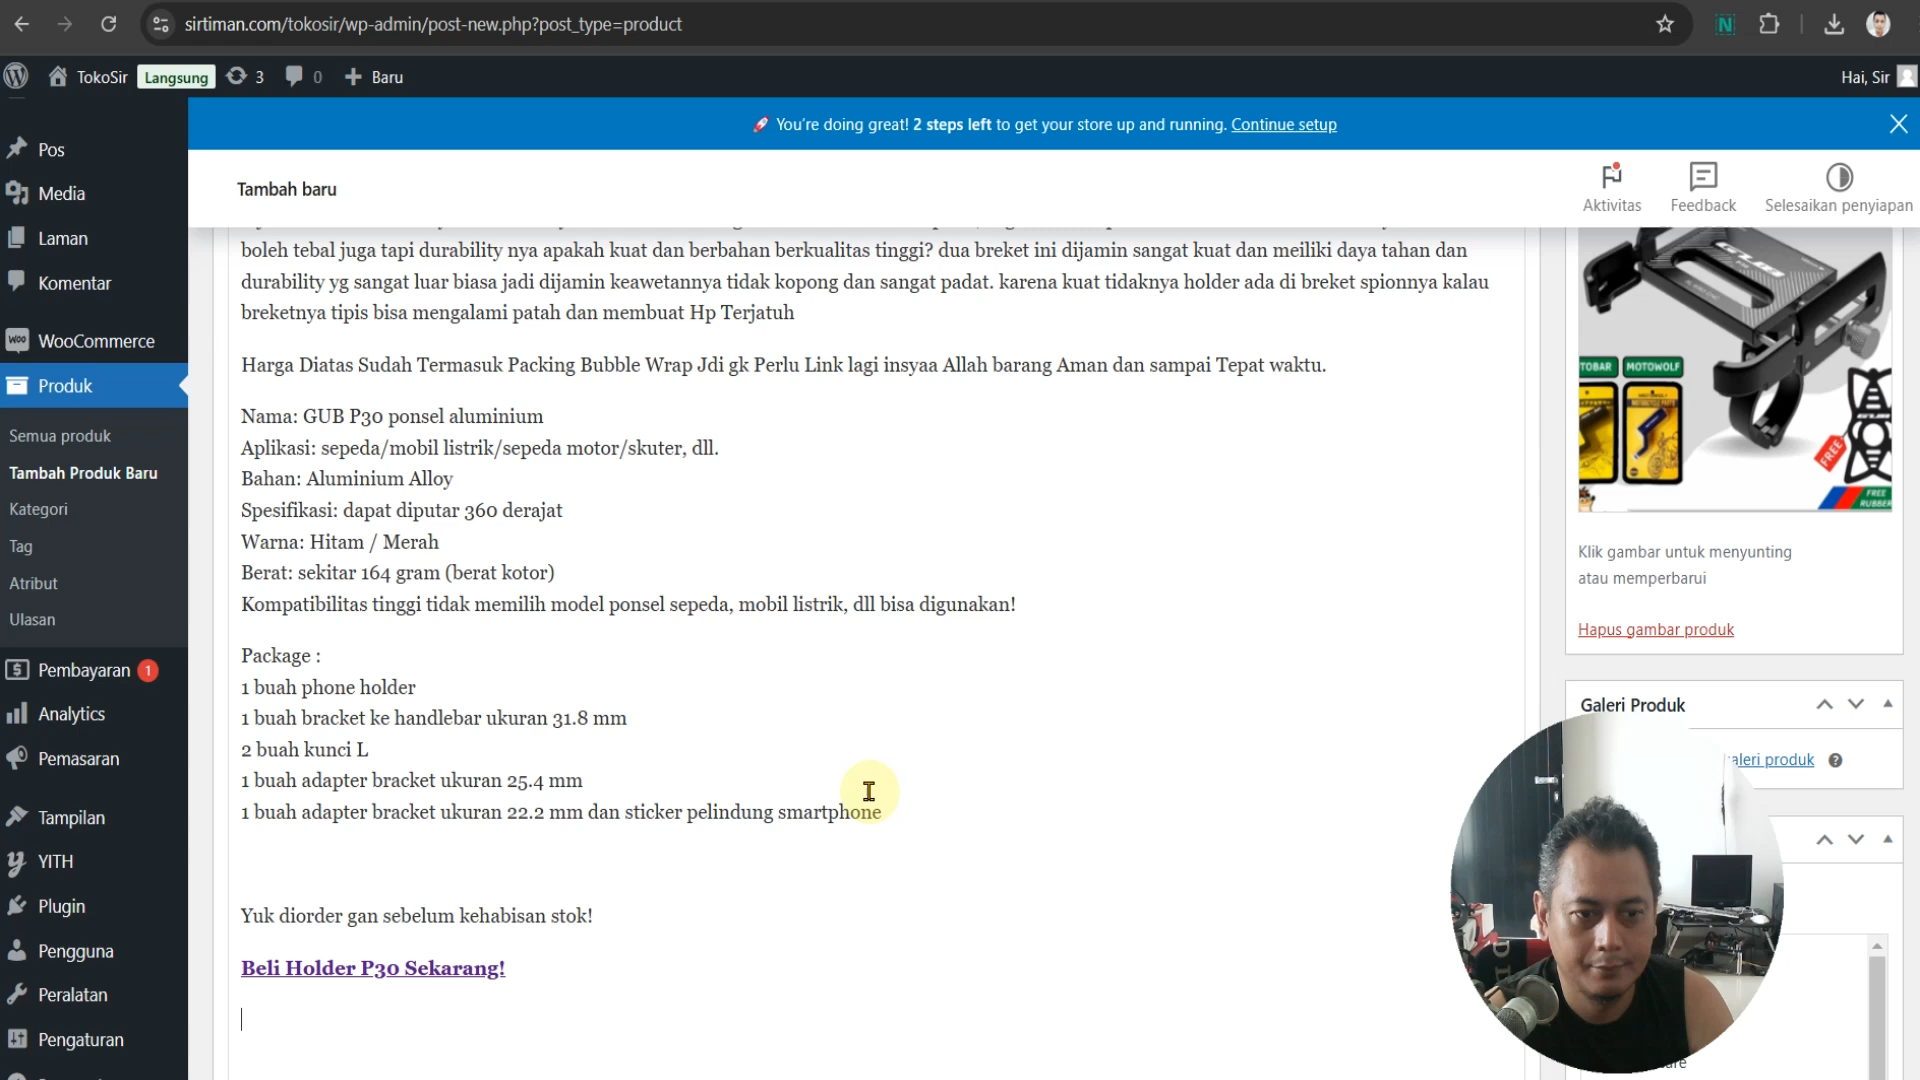 sirtiman.com/tokosir/wp-admin/post-new.php?post_type=product
N
TokoSir Langsung 3 0 Baru
Hai, Sir
Pos
Media
Laman
Komentar
Woo WooCommerce
Produk
Semua produk
Tambah Produk Baru
Kategori
Tag
Atribut
Ulasan
Pembayaran 1
Analytics
Pemasaran
Tampilan
YITH
Plugin
Pengguna
Peralatan
Pengaturan
You're doing great! 2 steps left to get your store up and running. Continue setup
Tambah baru
Aktivitas
Feedback
Selesaikan penyiapan
boleh tebal juga tapi durability nya apakah kuat dan berbahan berkualitas tinggi? dua breket ini dijamin sangat kuat dan meiliki daya tahan dan
durability yg sangat luar biasa jadi dijamin keawetannya tidak kopong dan sangat padat. karena kuat tidaknya holder ada di breket spionnya kalau
breketnya tipis bisa mengalami patah dan membuat Hp Terjatuh
Harga Diatas Sudah Termasuk Packing Bubble Wrap Jdi gk Perlu Link lagi insyaa Allah barang Aman dan sampai Tepat waktu.
Nama: GUB P30 ponsel aluminium
Aplikasi: sepeda/mobil listrik/sepeda motor/skuter, dll.
Bahan: Aluminium Alloy
Spesifikasi: dapat diputar 360 derajat
Warna: Hitam / Merah
Berat: sekitar 164 gram (berat kotor)
Kompatibilitas tinggi tidak memilih model ponsel sepeda, mobil listrik, dll bisa digunakan!
Package :
1 buah phone holder
1 buah bracket ke handlebar ukuran 31.8 mm
2 buah kunci L
1 buah adapter bracket ukuran 25.4 mm
1 buah adapter bracket ukuran 22.2 mm dan sticker pelindung smartphone
Yuk diorder gan sebelum kehabisan stok!
Beli Holder P30 Sekarang!
GUB
TOBAR MOTOWOLF
FREE
FREE
RUBBER
Klik gambar untuk menyunting
atau memperbarui
Hapus gambar produk
Galeri Produk
aleri produk